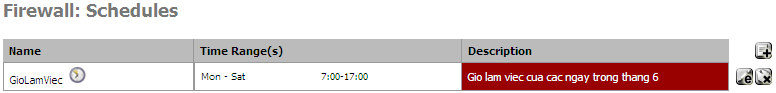 Firewall: Schedules
Name Time Range(s) Description
GioLamViec Mon - Sat 7:00-17:00 Gio lam viec cua cac ngay trong thang 6